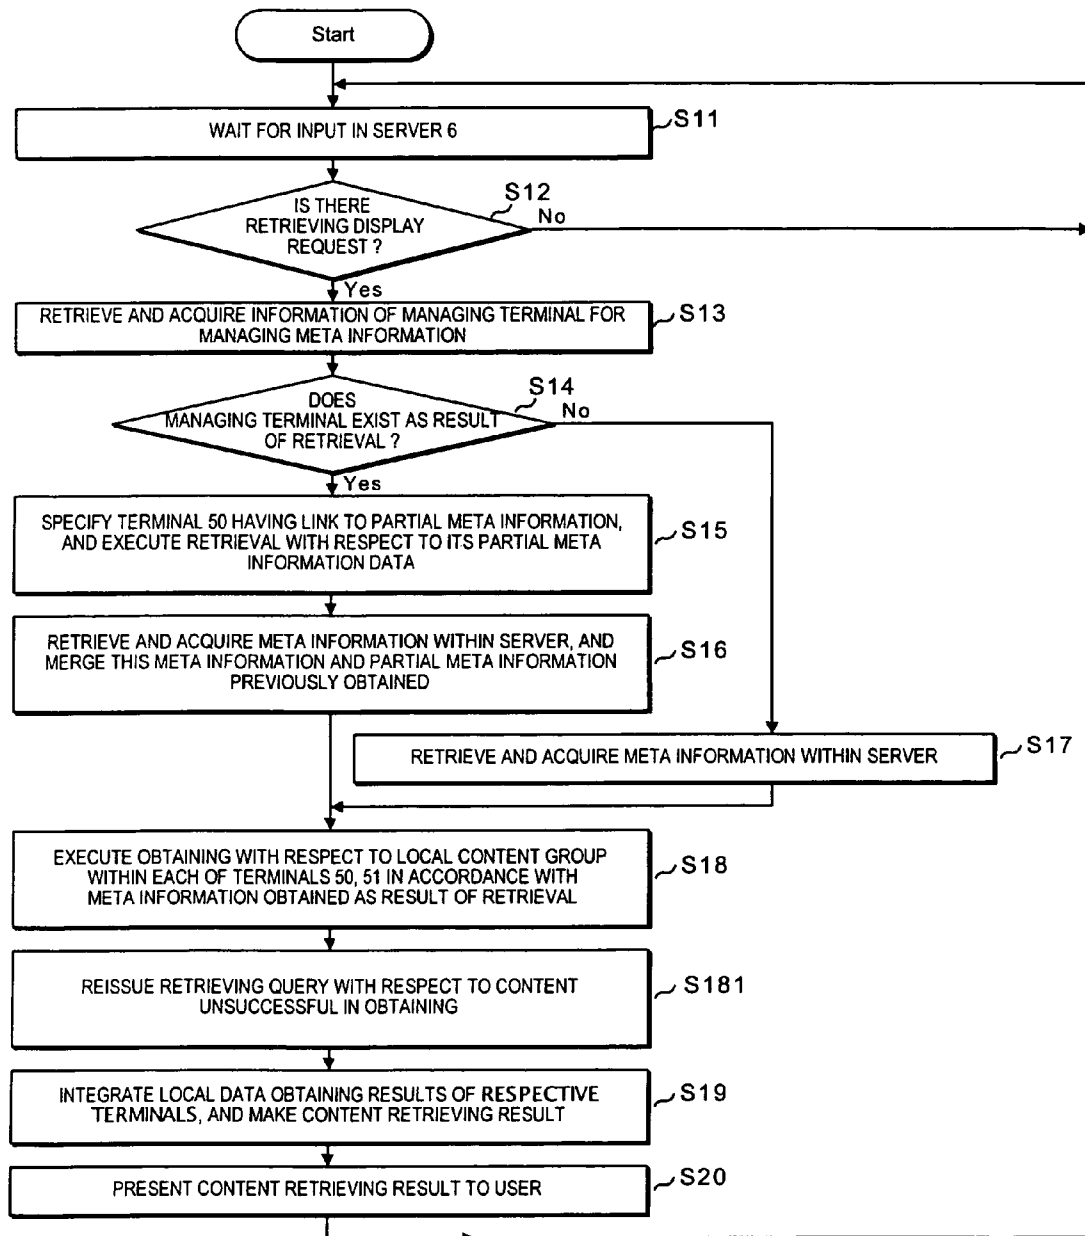 Start
WAIT FOR INPUT IN SERVER 6
S11
IS THERE
RETRIEVING DISPLAY
REQUEST ?
S12
No
Yes
RETRIEVE AND ACQUIRE INFORMATION OF MANAGING TERMINAL FOR
MANAGING META INFORMATION
S13
DOES
MANAGING TERMINAL EXIST AS RESULT
OF RETRIEVAL ?
S14
No
Yes
SPECIFY TERMINAL 50 HAVING LINK TO PARTIAL META INFORMATION,
AND EXECUTE RETRIEVAL WITH RESPECT TO ITS PARTIAL META
INFORMATION DATA
S15
RETRIEVE AND ACQUIRE META INFORMATION WITHIN SERVER, AND
MERGE THIS META INFORMATION AND PARTIAL META INFORMATION
PREVIOUSLY OBTAINED
S16
RETRIEVE AND ACQUIRE META INFORMATION WITHIN SERVER
S17
EXECUTE OBTAINING WITH RESPECT TO LOCAL CONTENT GROUP
WITHIN EACH OF TERMINALS 50, 51 IN ACCORDANCE WITH
META INFORMATION OBTAINED AS RESULT OF RETRIEVAL
S18
REISSUE RETRIEVING QUERY WITH RESPECT TO CONTENT
UNSUCCESSFUL IN OBTAINING
S181
INTEGRATE LOCAL DATA OBTAINING RESULTS OF RESPECTIVE
TERMINALS, AND MAKE CONTENT RETRIEVING RESULT
S19
PRESENT CONTENT RETRIEVING RESULT TO USER
S20